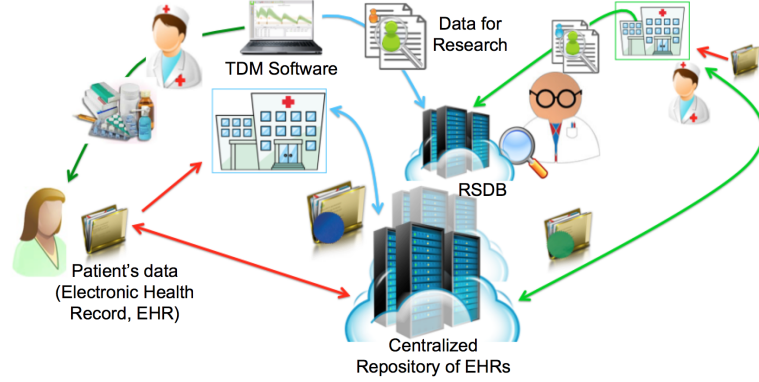 TDM Software
Data for
Research
RSDB
Patient's data
(Electronic Health
Record, EHR)
Centralized
Repository of EHRs